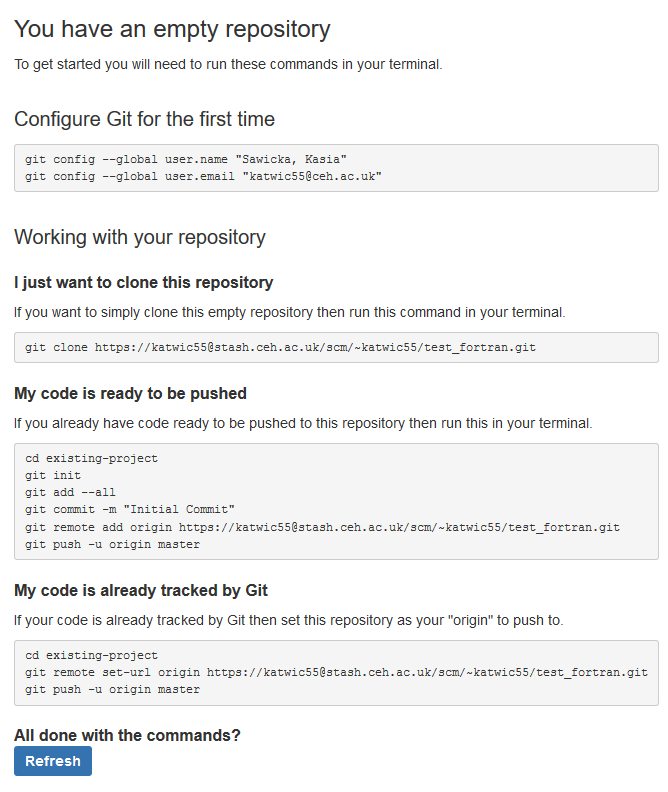 You have an empty repository
To get started you will need to run these commands in your terminal.
Configure Git for the first time
git config --global user.name "Sawicka, Kasia"
git config --global user.email "katwic55@ceh.ac.uk"
Working with your repository
I just want to clone this repository
If you want to simply clone this empty repository then run this command in your terminal.
git clone https://katwic55@stash.ceh.ac.uk/scm/~katwic55/test_fortran.git
My code is ready to be pushed
If you already have code ready to be pushed to this repository then run this in your terminal.
cd existing-project
git init
git add --all
git commit -m "Initial Commit"
git remote add origin https://katwic55@stash.ceh.ac.uk/scm/~katwic55/test_fortran.git
git push -u origin master
My code is already tracked by Git
If your code is already tracked by Git then set this repository as your "origin" to push to.
cd existing-project
git remote set-url origin https://katwic55@stash.ceh.ac.uk/scm/~katwic55/test_fortran.git
git push -u origin master
All done with the commands?
Refresh